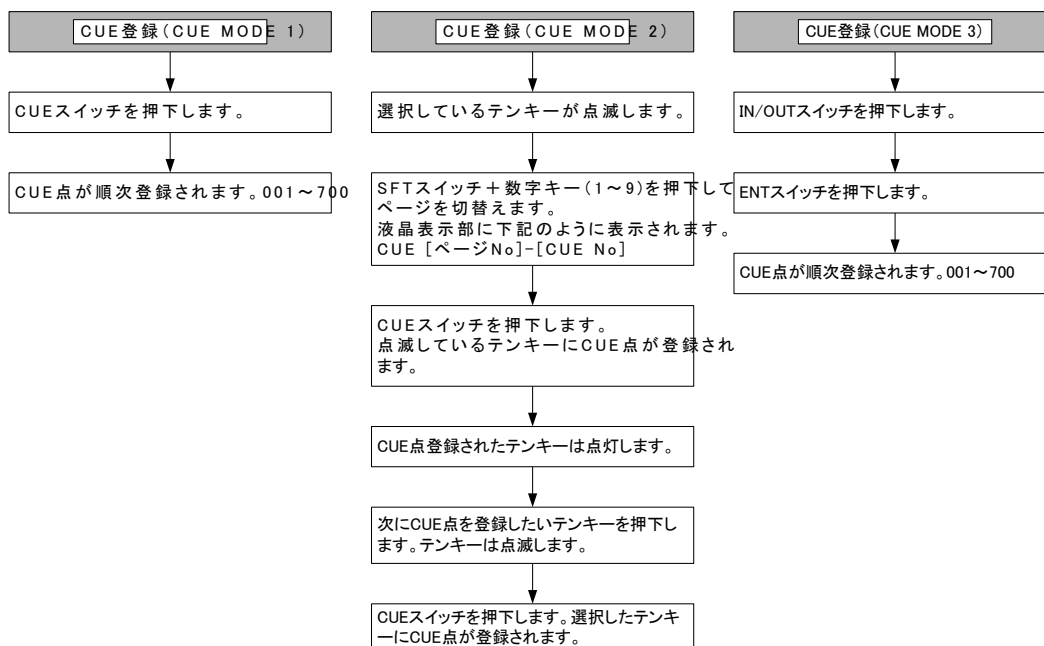 CUE登録(CUE MODE 1)
CUEスイッチを押下します。
CUE点が順次登録されます。001～700
CUE登録(CUE MODE 2)
選択しているテンキーが点滅します。
SFTスイッチ＋数字キー(1～9)を押下して
ページを切替えます。
液晶表示部に下記のように表示されます。
CUE [ページNo]-[CUE No]
CUEスイッチを押下します。
点滅しているテンキーにCUE点が登録され
ます。
CUE点登録されたテンキーは点灯します。
次にCUE点を登録したいテンキーを押下し
ます。テンキーは点滅します。
CUEスイッチを押下します。選択したテンキ
ーにCUE点が登録されます。
CUE登録(CUE MODE 3)
IN/OUTスイッチを押下します。
ENTスイッチを押下します。
CUE点が順次登録されます。001～700